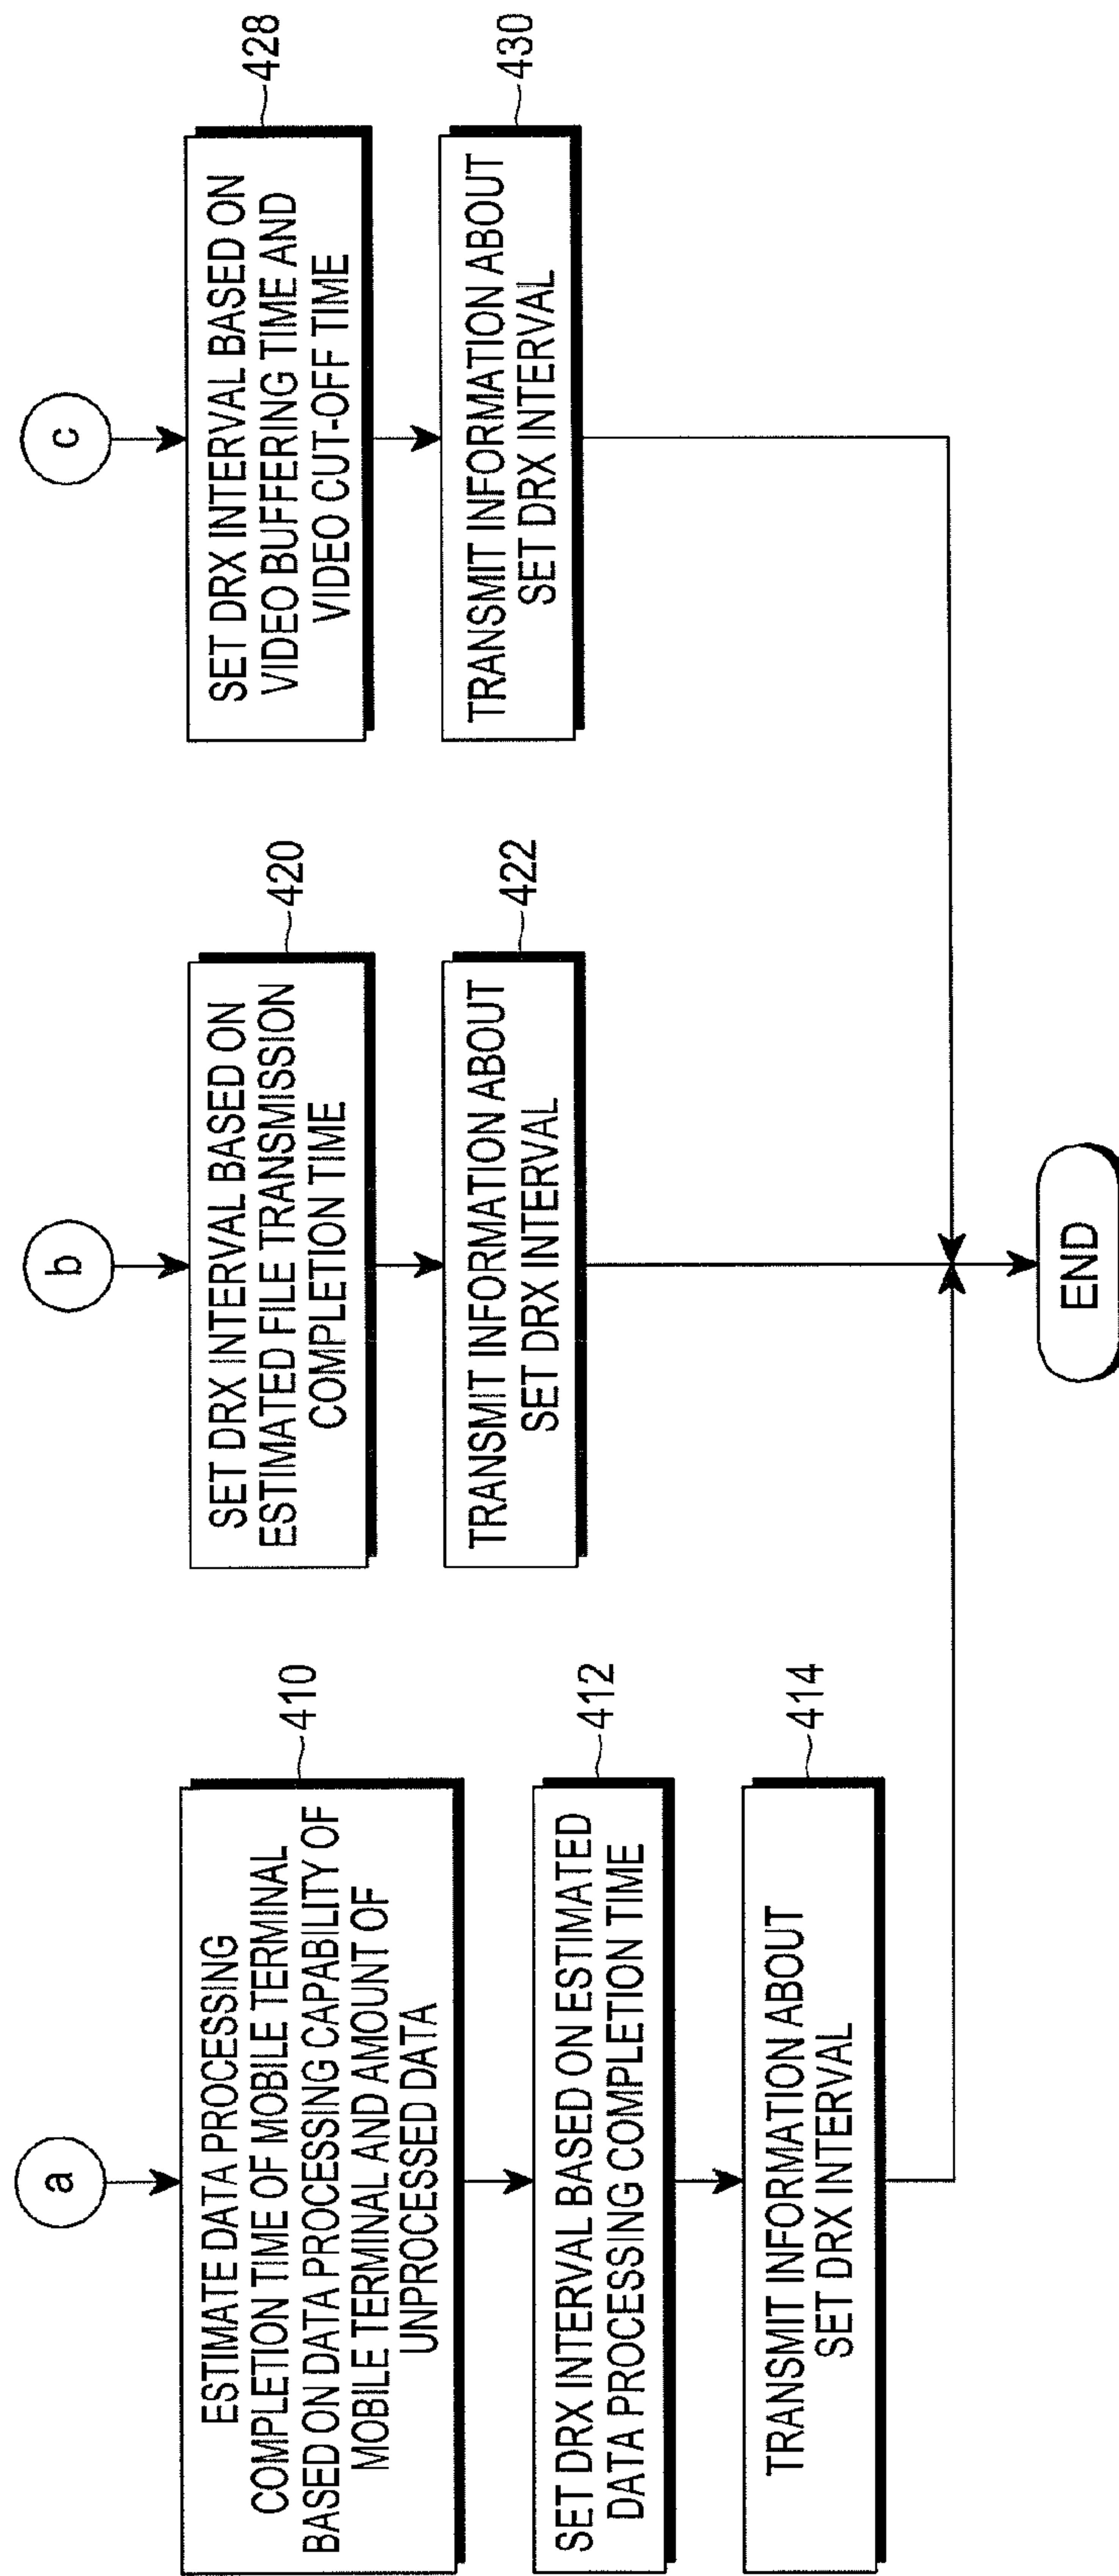 a
ESTIMATE DATA PROCESSING
COMPLETION TIME OF MOBILE TERMINAL
BASED ON DATA PROCESSING CAPABILITY OF
MOBILE TERMINAL AND AMOUNT OF
UNPROCESSED DATA
410
SET DRX INTERVAL BASED ON ESTIMATED
DATA PROCESSING COMPLETION TIME
412
TRANSMIT INFORMATION ABOUT
SET DRX INTERVAL
414
b
SET DRX INTERVAL BASED ON
ESTIMATED FILE TRANSMISSION
COMPLETION TIME
420
TRANSMIT INFORMATION ABOUT
SET DRX INTERVAL
422
c
SET DRX INTERVAL BASED ON
VIDEO BUFFERING TIME AND
VIDEO CUT-OFF TIME
428
TRANSMIT INFORMATION ABOUT
SET DRX INTERVAL
430
END